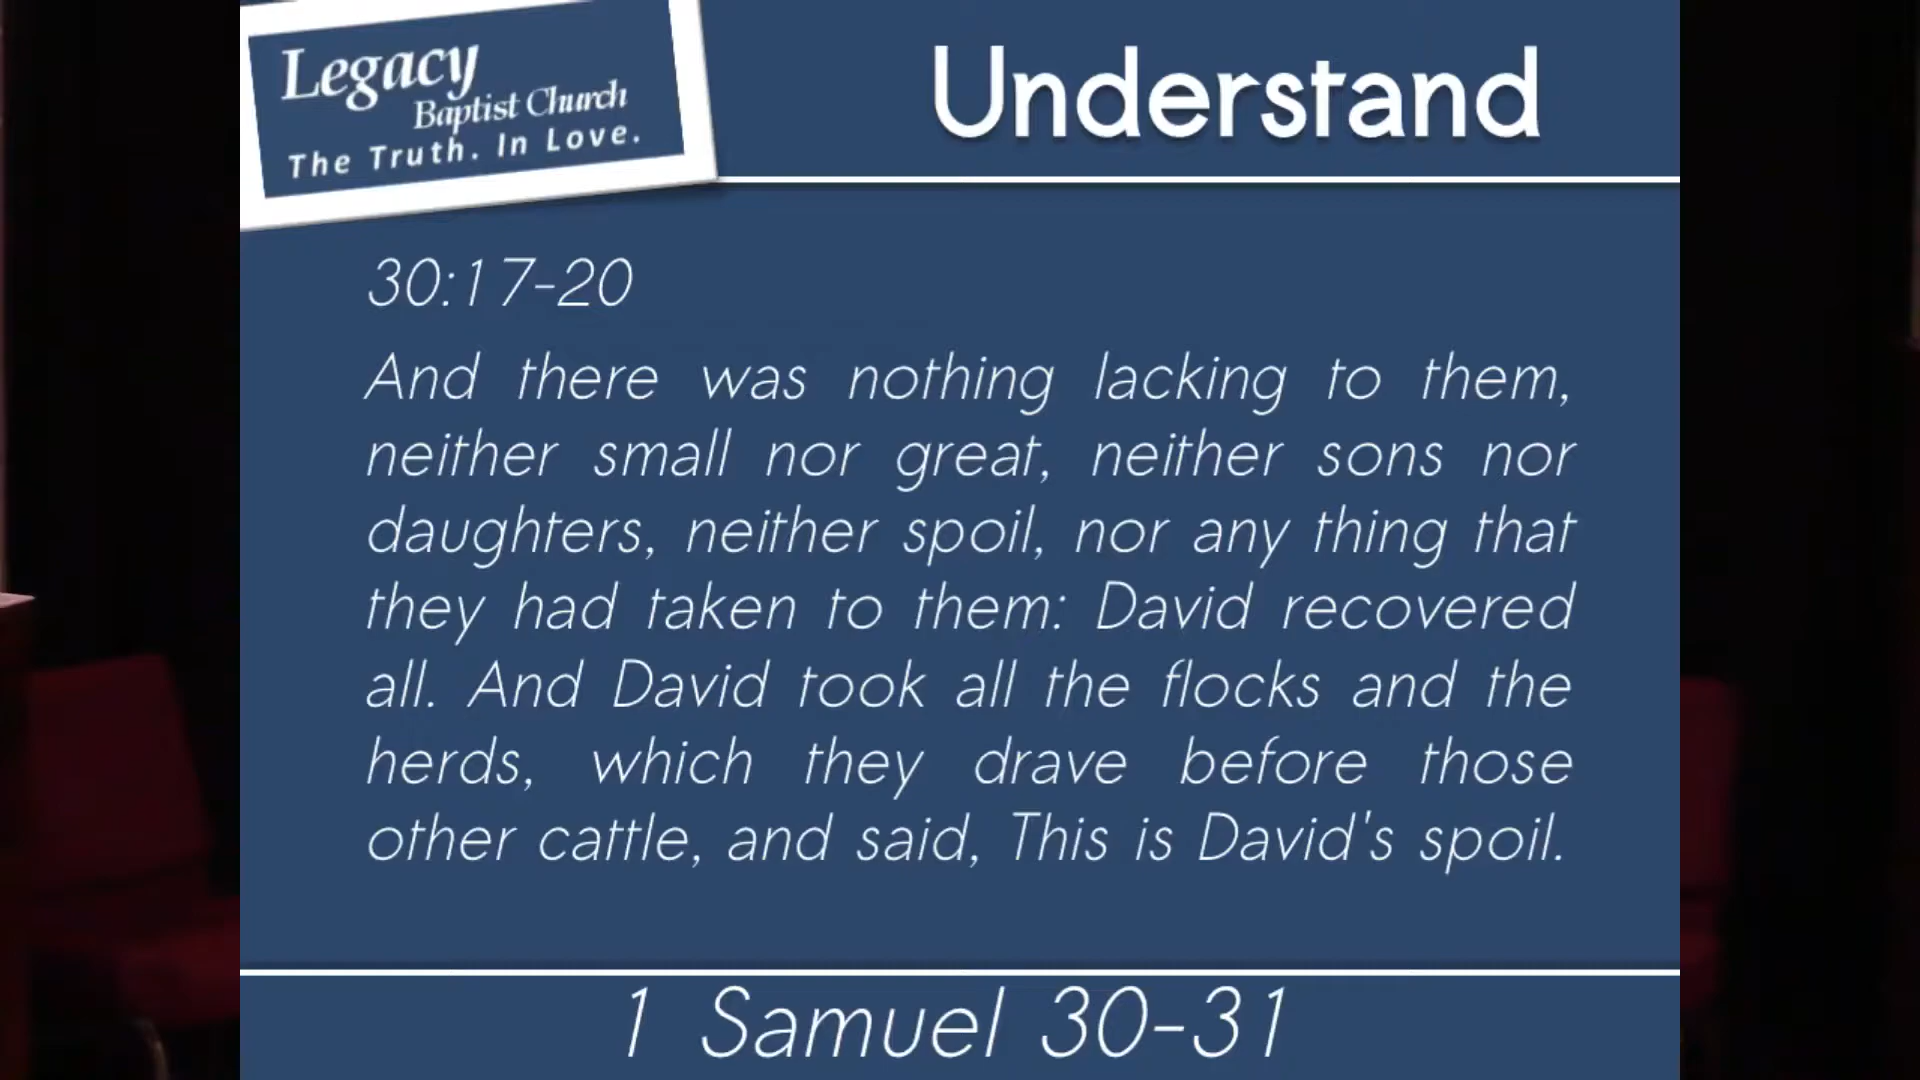 Legacy
Baptist Church
The Truth. In Love.
Understand
30:17-20
And there was nothing lacking to them,
neither small nor great, neither sons nor
daughters, neither spoil, nor any thing that
they had taken to them: David recovered
all. And David took all the flocks and the
herds, which they drave before those
other cattle, and said, This is David's spoil.
1 Samuel 30-31